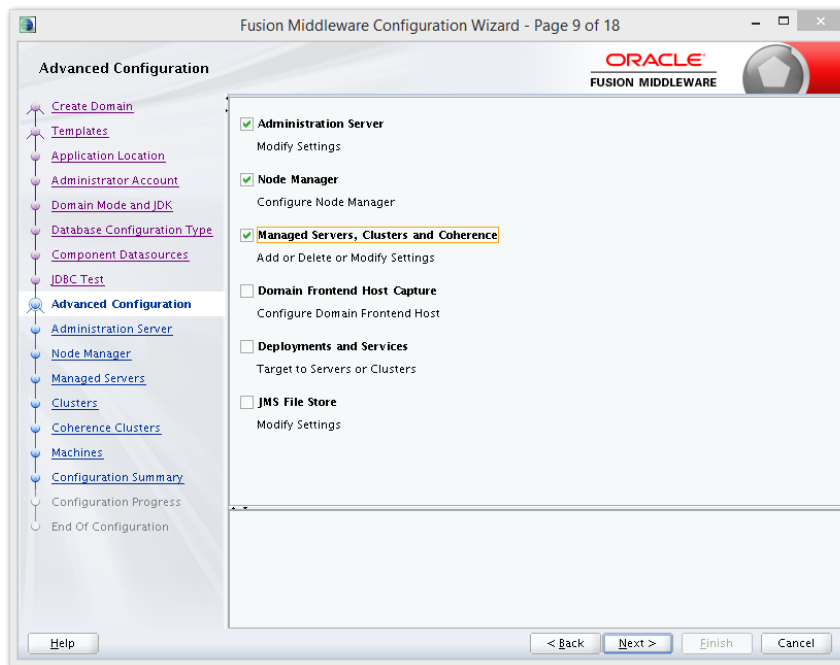 Fusion Middleware Configuration Wizard - Page 9 of 18
Advanced Configuration
ORACLE
FUSION MIDDLEWARE
Create Domain
Templates
Application Location
Administrator Account
Domain Mode and JDK
Database Configuration Type
Component Datasources
JDBC Test
Advanced Configuration
Administration Server
Node Manager
Managed Servers
Clusters
Coherence Clusters
Machines
Configuration Summary
Configuration Progress
End Of Configuration
Administration Server
Modify Settings
Node Manager
Configure Node Manager
Managed Servers, Clusters and Coherence
Add or Delete or Modify Settings
Domain Frontend Host Capture
Configure Domain Frontend Host
Deployments and Services
Target to Servers or Clusters
JMS File Store
Modify Settings
Help
< Back
Next >
Finish
Cancel